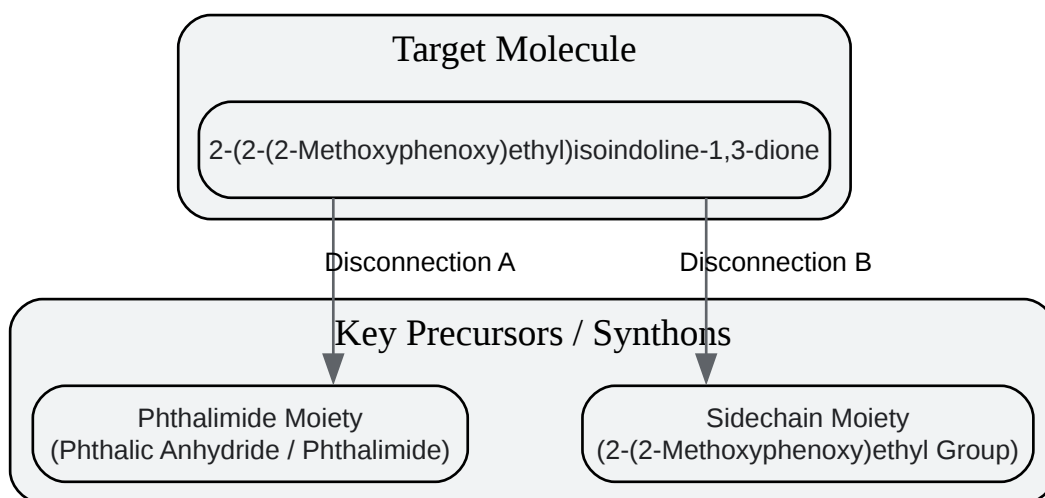 Target Molecule
2-(2-(2-Methoxyphenoxy)ethyl)isoindoline-1,3-dione
Disconnection A
Disconnection B
Key Precursors / Synthons
Phthalimide Moiety
(Phthalic Anhydride / Phthalimide)
Sidechain Moiety
(2-(2-Methoxyphenoxy)ethyl Group)